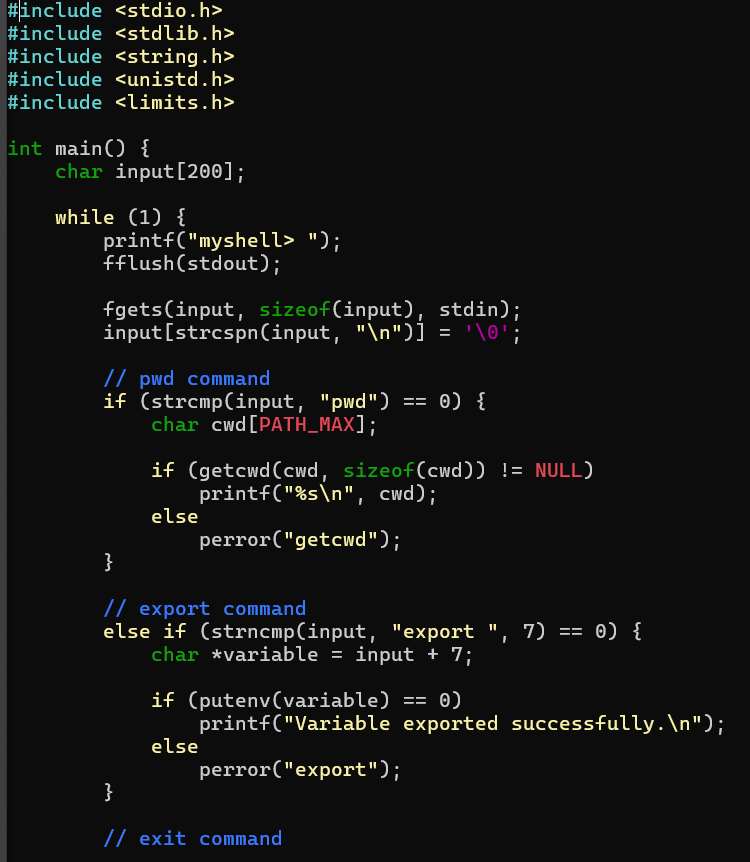 #include <stdio.h>
#include <stdlib.h>
#include <string.h>
#include <unistd.h>
#include <limits.h>

int main() {
    char input[200];

    while (1) {
        printf("myshell> ");
        fflush(stdout);

        fgets(input, sizeof(input), stdin);
        input[strcspn(input, "\n")] = '\0';

        // pwd command
        if (strcmp(input, "pwd") == 0) {
            char cwd[PATH_MAX];

            if (getcwd(cwd, sizeof(cwd)) != NULL)
                printf("%s\n", cwd);
            else
                perror("getcwd");
        }

        // export command
        else if (strncmp(input, "export ", 7) == 0) {
            char *variable = input + 7;

            if (putenv(variable) == 0)
                printf("Variable exported successfully.\n");
            else
                perror("export");
        }

        // exit command